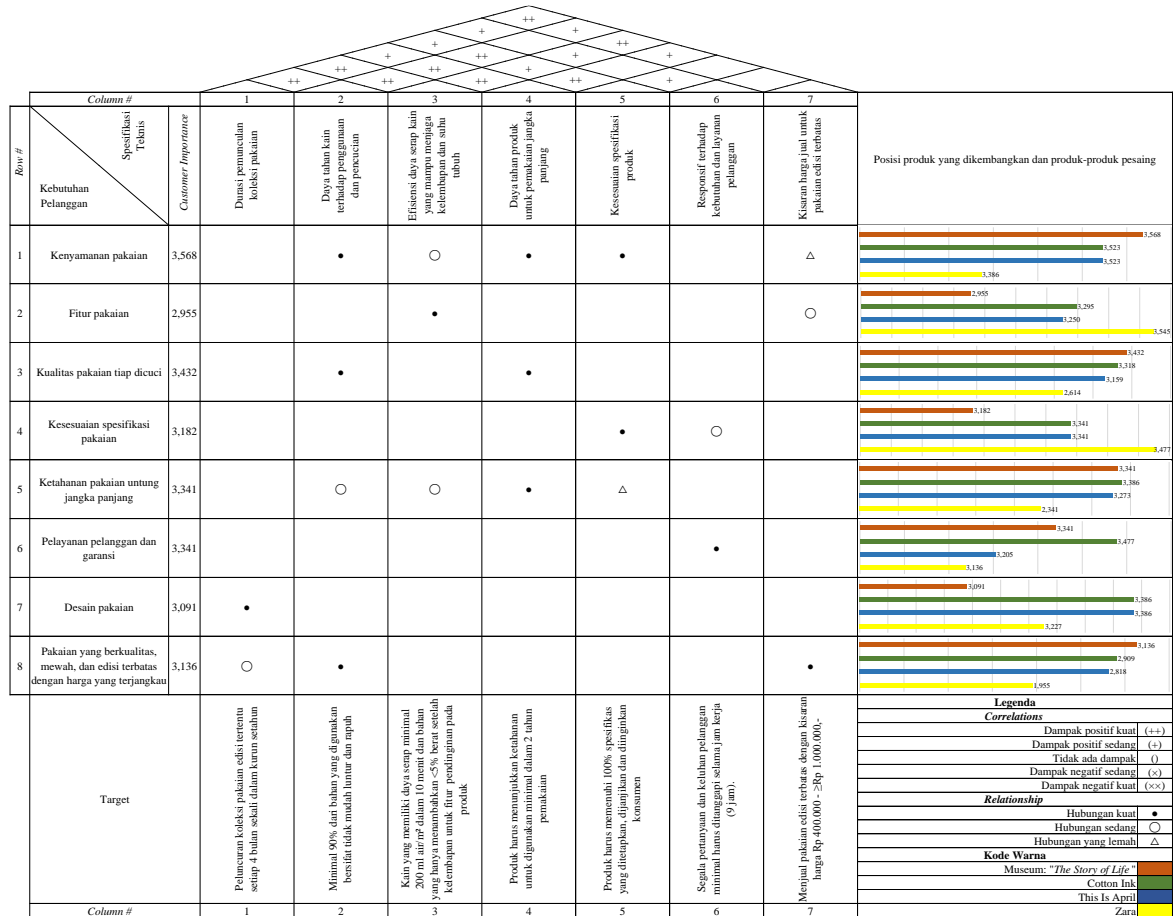 ++
+ +
+ ++ ++
+ ++ +
++ ++ +
++ + ++ ++ +
Column # 1 2 3 4 5 6 7
Row #
Spesifikasi
Teknis
Kebutuhan
Pelanggan
Customer Importance
Durasi pemunculan
koleksi pakaian
Daya tahan kain
terhadap penggunaan
dan pencucian
Efisiensi daya serap kain
yang mampu menjaga
kelembapan dan suhu
tubuh
Daya tahan produk
untuk pemakaian jangka
panjang
Kesesuaian spesifikasi
produk
Responsif terhadap
kebutuhan dan layanan
pelanggan
Kisaran harga jual untuk
pakaian edisi terbatas
Posisi produk yang dikembangkan dan produk-produk pesaing
1 Kenyamanan pakaian 3,568 ● ○ ● ● △
3,568
3,523
3,523
3,386
2 Fitur pakaian 2,955 ● ○
2,955
3,295
3,250
3,545
3 Kualitas pakaian tiap dicuci 3,432 ● ●
3,432
3,318
3,159
2,614
4 Kesesuaian spesifikasi
pakaian
3,182 ● ○
3,182
3,341
3,341
3,477
5 Ketahanan pakaian untung
jangka panjang
3,341 ○ ○ ● △
3,341
3,386
3,273
2,341
6 Pelayanan pelanggan dan
garansi
3,341 ●
3,341
3,477
3,205
3,136
7 Desain pakaian 3,091 ●
3,091
3,386
3,386
3,227
8 Pakaian yang berkualitas,
mewah, dan edisi terbatas
dengan harga yang terjangkau
3,136 ○ ● ●
3,136
2,909
2,818
1,955
Target
Peluncuran koleksi pakaian edisi tertentu
setiap 4 bulan sekali dalam kurun setahun
Minimal 90% dari bahan yang digunakan
bersifat tidak mudah luntur dan rapuh
Kain yang memiliki daya serap minimal
200 ml air/m² dalam 10 menit dan bahan
yang hanya menambahkan <5% berat setelah
kelembapan untuk fitur pendinginan pada
produk
Produk harus menunjukkan ketahanan
untuk digunakan minimal dalam 2 tahun
pemakaian
Produk harus memenuhi 100% spesifikas
yang ditetapkan, dijanjikan dan diinginkan
konsumen
Segala pertanyaan dan keluhan pelanggan
minimal harus ditanggapi selama jam kerja
(9 jam).
Menjual pakaian edisi terbatas dengan kisaran
harga Rp 400.000 - ≥Rp 1.000.000,-
Legenda
Correlations
Dampak positif kuat (++)
Dampak positif sedang (+)
Tidak ada dampak ()
Dampak negatif sedang (×)
Dampak negatif kuat (××)
Relationship
Hubungan kuat ●
Hubungan sedang ○
Hubungan yang lemah △
Kode Warna
Museum: "The Story of Life"
Cotton Ink
This Is April
Zara
Column # 1 2 3 4 5 6 7